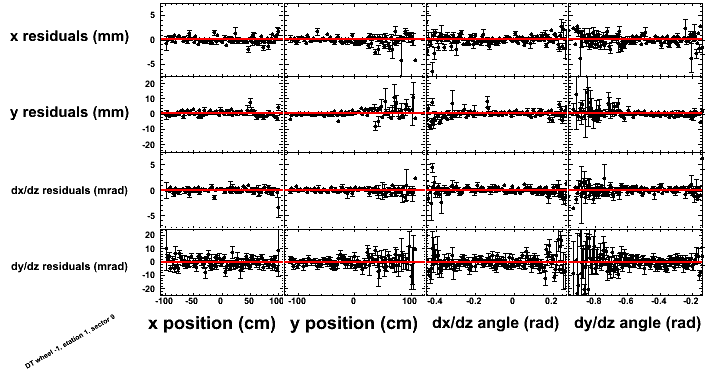 x residuals (mm)
5
0
-5
y residuals (mm)
20
10
0
-10
-20
dx/dz residuals (mrad)
5
0
-5
dy/dz residuals (mrad)
20
10
0
-10
-20
-100 -50 0 50 100 -100 0 100 -0.4 -0.2 0 0.2 -0.8 -0.6 -0.4 -0.2
x position (cm) y position (cm) dx/dz angle (rad) dy/dz angle (rad)
DT wheel -1, station 1, sector 9